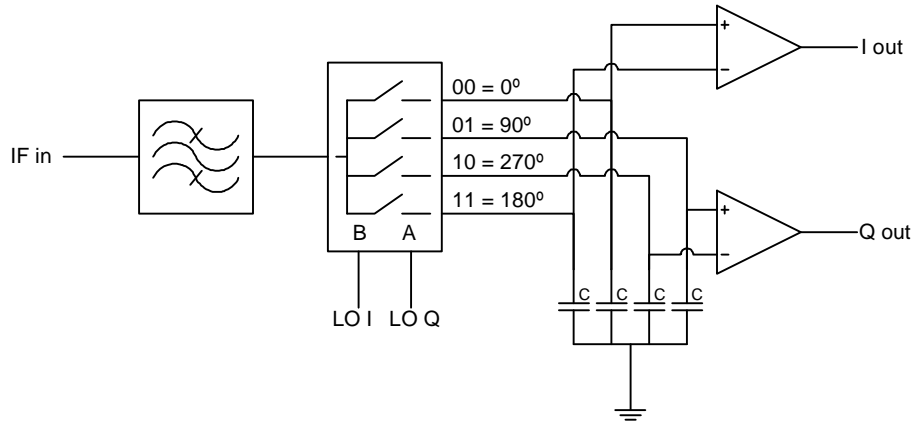 I out
00 = 0º
01 = 90º
IF in
10 = 270º
11 = 180º
+
−
+
−
B A
Q out
C C C C
LO I LO Q